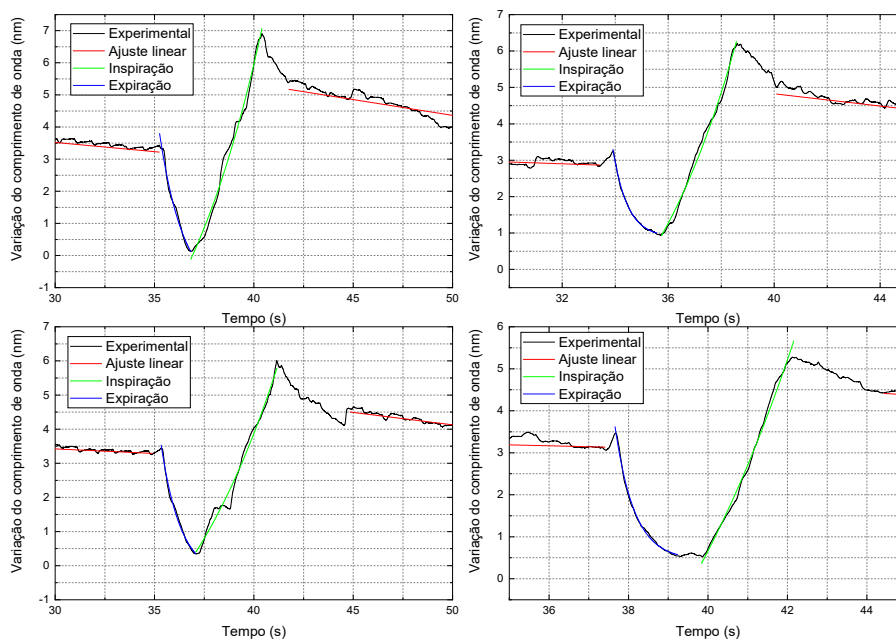 7
6
5
4
3
2
1
0
-1
Variação do comprimento de onda (nm)
Experimental
Ajuste linear
Inspiração
Expiração
30 35 40 45 50
Tempo (s)
7
6
5
4
3
2
1
0
Variação do comprimento de onda (nm)
Experimental
Ajuste linear
Inspiração
Expiração
32 34 36 38 40 42 44
Tempo (s)
7
6
5
4
3
2
1
0
-1
Variação do comprimento de onda (nm)
Experimental
Ajuste linear
Inspiração
Expiração
30 35 40 45 50
Tempo (s)
6
5
4
3
2
1
0
Variação do comprimento de onda (nm)
Experimental
Ajuste linear
Inspiração
Expiração
36 38 40 42 44
Tempo (s)